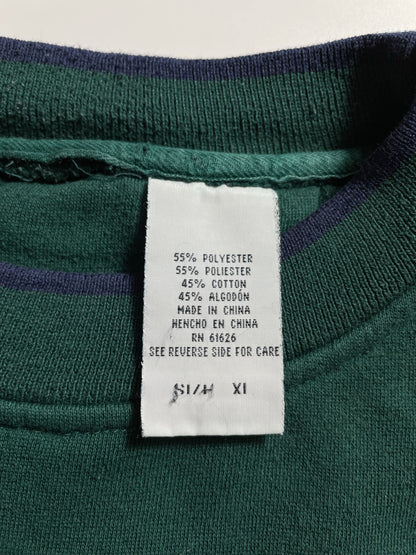 55% POLYESTER
55% POLIESTER
45% COTTON
45% ALGODÓN
MADE IN CHINA
HENCHO EN CHINA
RN 61626
SEE REVERSE SIDE FOR CARE
XL